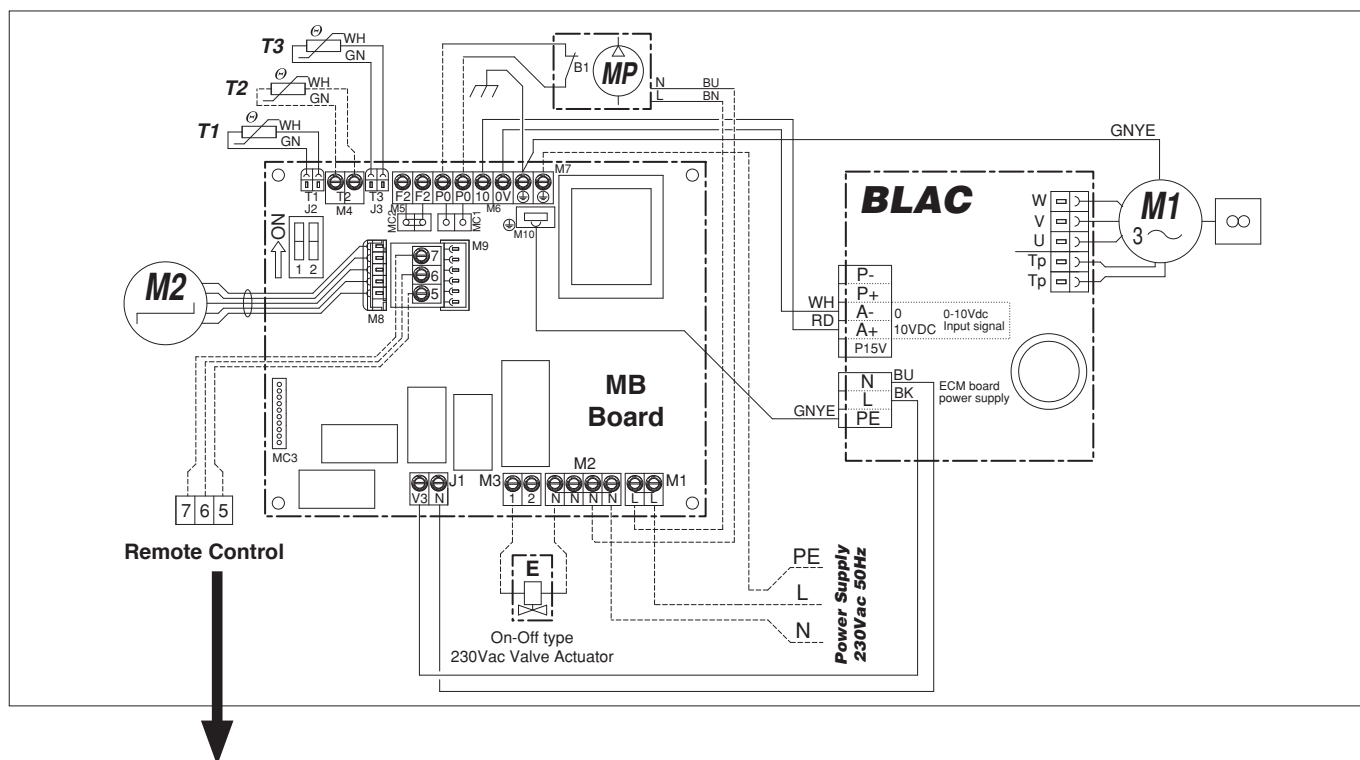 T3
Θ
WH
GN
T2
Θ
WH
GN
T1
Θ
WH
GN
B1
MP
N BU
L BN
GNYE
M7
T1 T2 T3 F2 F2 P0 P0 10 0V
J2 M4 J3 M5 M6
MC2 MC1
M10
ON
1 2
M9
7
6
5
M8
M2
MB
Board
MC3
J1
V3 N
M3
1 2
M2
N N N N
M1
L L
7 6 5
Remote Control
E
On-Off type
230Vac Valve Actuator
PE
L
N
Power Supply
230Vac 50Hz
BLAC
W
V
U
Tp
Tp
M1
3
8
P-
P+
WH A- 0 0-10Vdc
RD A+ 10VDC Input signal
P15V
N BU ECM board
L BK power supply
GNYE PE